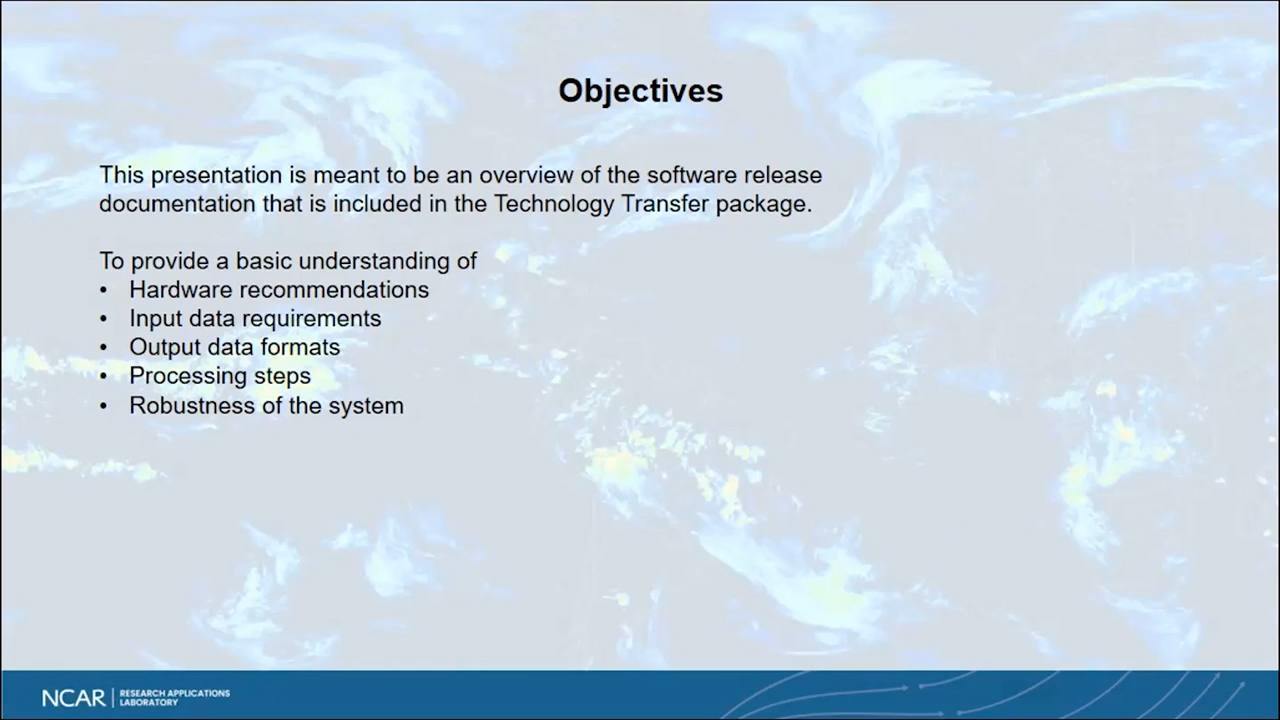 Objectives
This presentation is meant to be an overview of the software release
documentation that is included in the Technology Transfer package.
To provide a basic understanding of
• Hardware recommendations
• Input data requirements
• Output data formats
• Processing steps
• Robustness of the system
NCAR | RESEARCH APPLICATIONS
LABORATORY